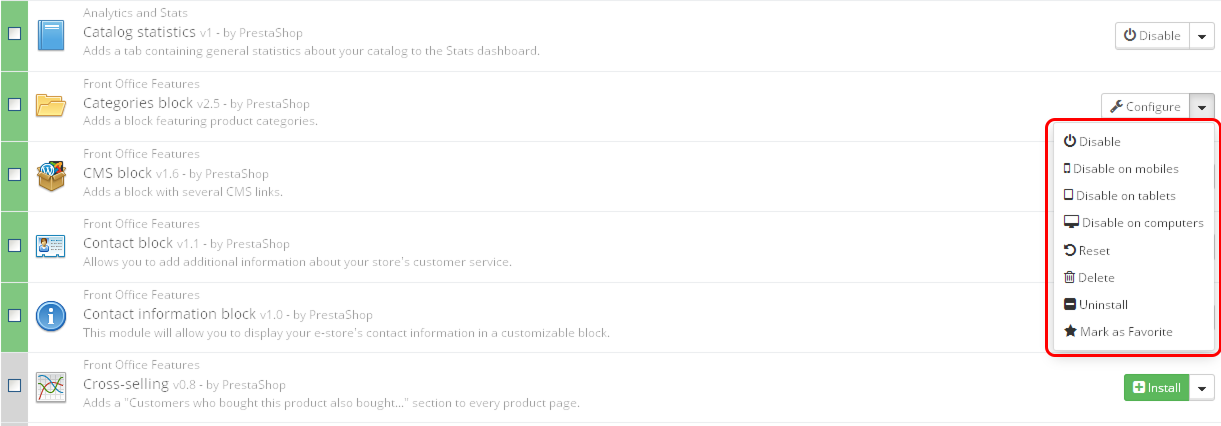 Analytics and Stats
Catalog statistics v1 - by PrestaShop
Adds a tab containing general statistics about your catalog to the Stats dashboard.
Disable
Front Office Features
Categories block v2.5 - by PrestaShop
Adds a block featuring product categories.
Configure
Disable
Disable on mobiles
Disable on tablets
Disable on computers
Reset
Delete
Uninstall
Mark as Favorite
Front Office Features
CMS block v1.6 - by PrestaShop
Adds a block with several CMS links.
Front Office Features
Contact block v1.1 - by PrestaShop
Allows you to add additional information about your store's customer service.
Front Office Features
Contact information block v1.0 - by PrestaShop
This module will allow you to display your e-store's contact information in a customizable block.
Front Office Features
Cross-selling v0.8 - by PrestaShop
Adds a "Customers who bought this product also bought..." section to every product page.
Install